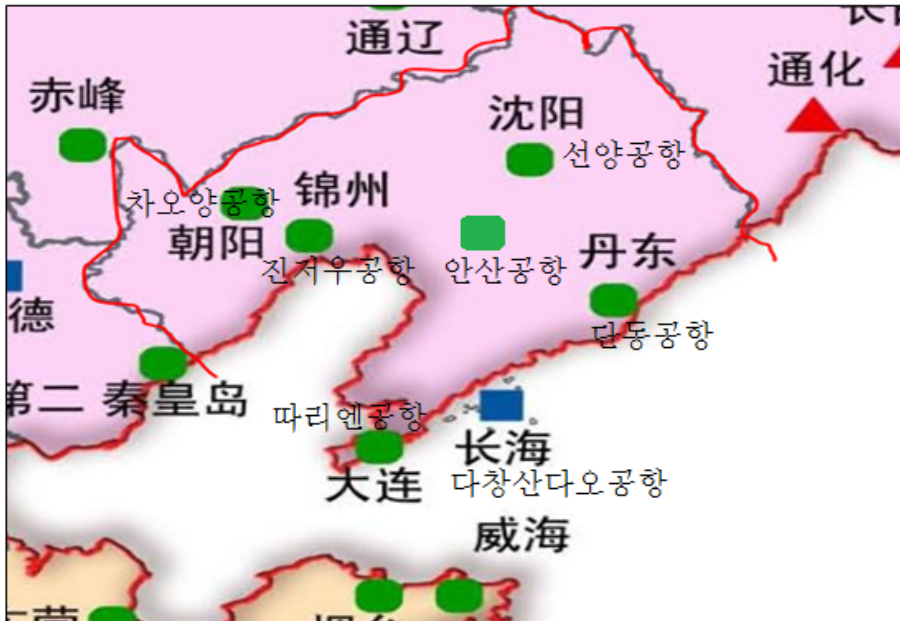 通辽
通化
赤峰
沈阳
선양공항
锦州
차오양공항
朝阳
진저우공항
안산공항
丹东
德
단동공항
第二
秦皇岛
따리엔공항
长海
大连
다창산다오공항
威海